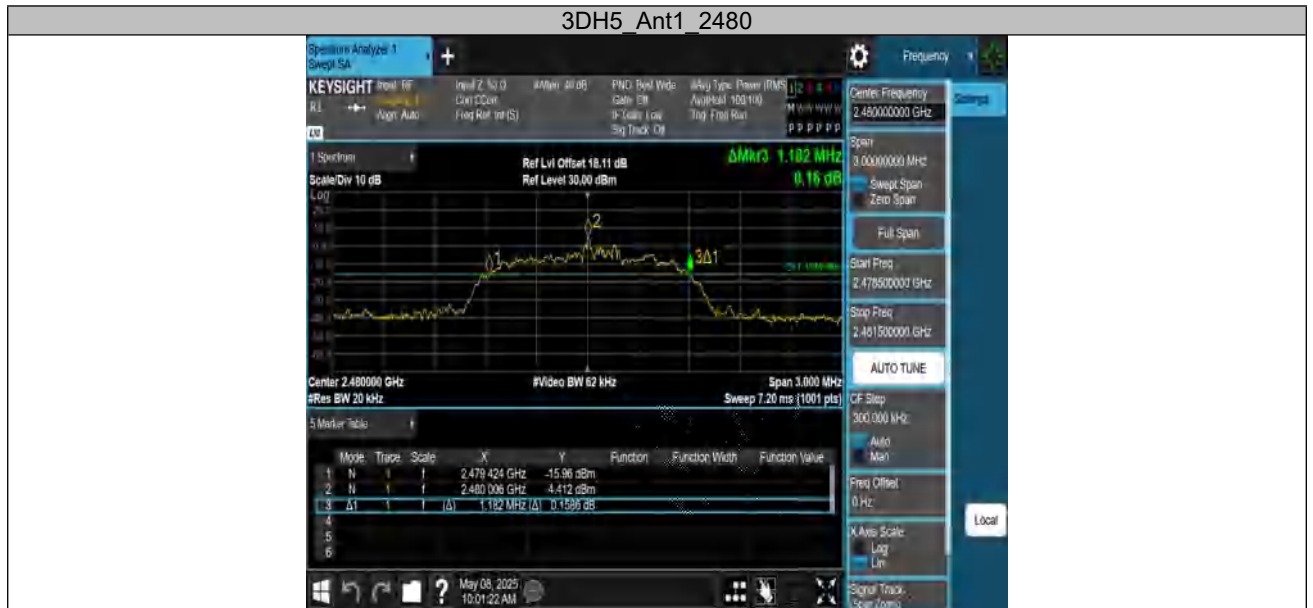 3DH5_Ant1_2480
Spectrum Analyzer 1
Swept SA
+
Frequency
KEYSIGHT Input: RF
RL
Align: Auto
Input Z: 50 Ω
Corr CCorr
Freq Ref: Int (S)
#Atten: 40 dB
PNO: Best Wide
Gate: Off
IF Gain: Low
Sig Track: Off
#Avg Type: Power (RMS
Avg|Hold: 100/100
Trig: Free Run
P P P P P P
Center Frequency
2.480000000 GHz
Settings
Span
3.00000000 MHz
Swept Span
Zero Span
Full Span
Start Freq
2.478500000 GHz
Stop Freq
2.481500000 GHz
AUTO TUNE
CF Step
300.000 kHz
Auto
Man
Freq Offset
0 Hz
X Axis Scale
Log
Lin
Signal Track
Local
1 Spectrum
Scale/Div 10 dB
Log
Ref Lvl Offset 18.11 dB
Ref Level 30.00 dBm
ΔMkr3 1.182 MHz
0.16 dB
1
2
3Δ1
Center 2.480000 GHz
#Res BW 20 kHz
#Video BW 62 kHz
Span 3.000 MHz
Sweep 7.20 ms (1001 pts)
5 Marker Table
Mode Trace Scale X Y Function Function Width Function Value
1 N 1 f 2.479 424 GHz -15.96 dBm
2 N 1 f 2.480 006 GHz 4.412 dBm
3 Δ1 1 f (Δ) 1.182 MHz (Δ) 0.1586 dB
4
5
6
May 08, 2025
10:01:22 AM